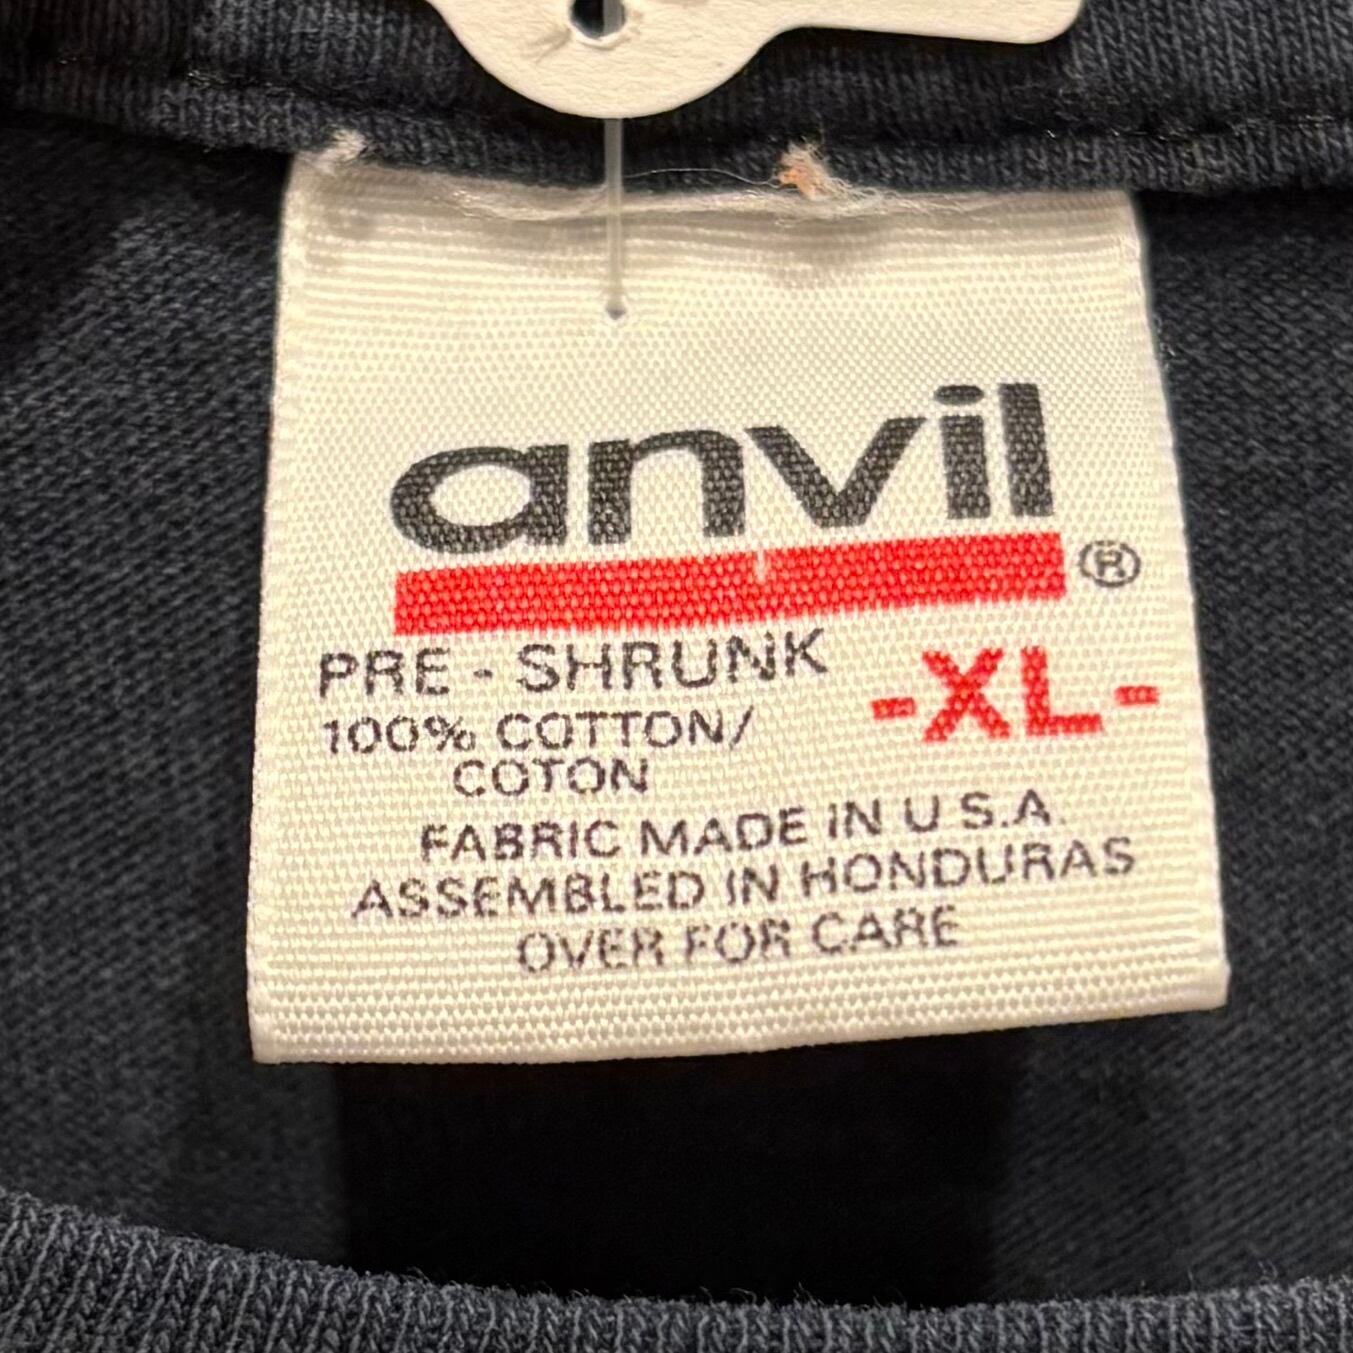 anvil®
PRE - SHRUNK
-XL-
100% COTTON/
COTON
FABRIC MADE IN U S.A.
ASSEMBLED IN HONDURAS
OVER FOR CARE